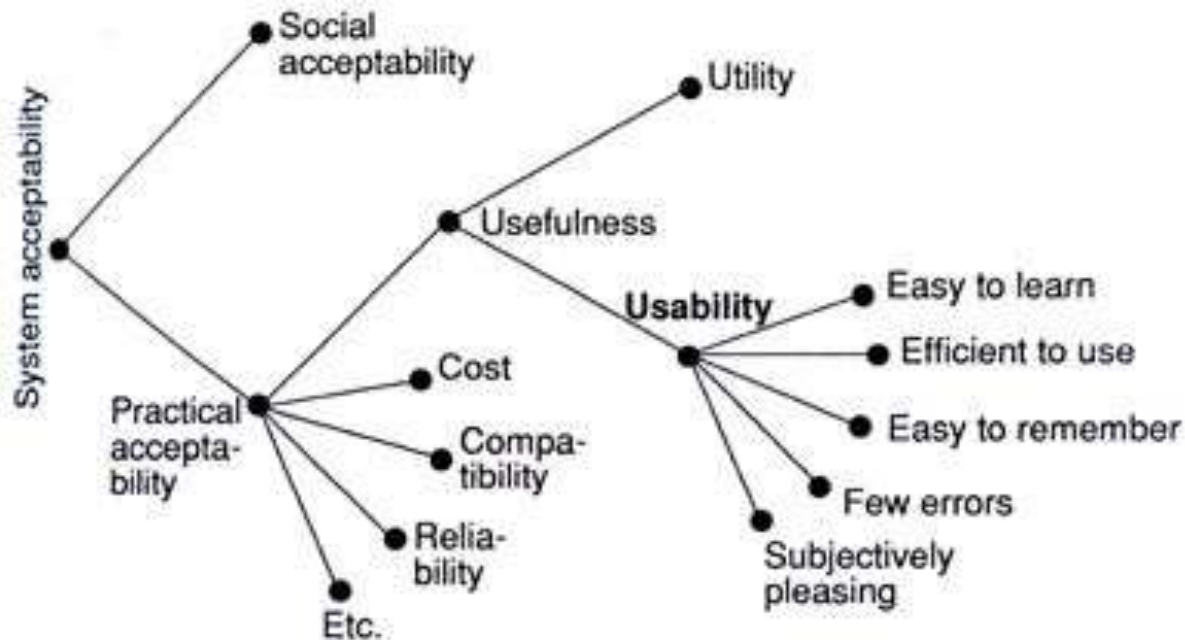 System acceptability
Social
acceptability
Utility
Usefulness
Usability
Easy to learn
Efficient to use
Easy to remember
Few errors
Subjectively
pleasing
Practical
accepta-
bility
Cost
Compa-
tibility
Relia-
bility
Etc.